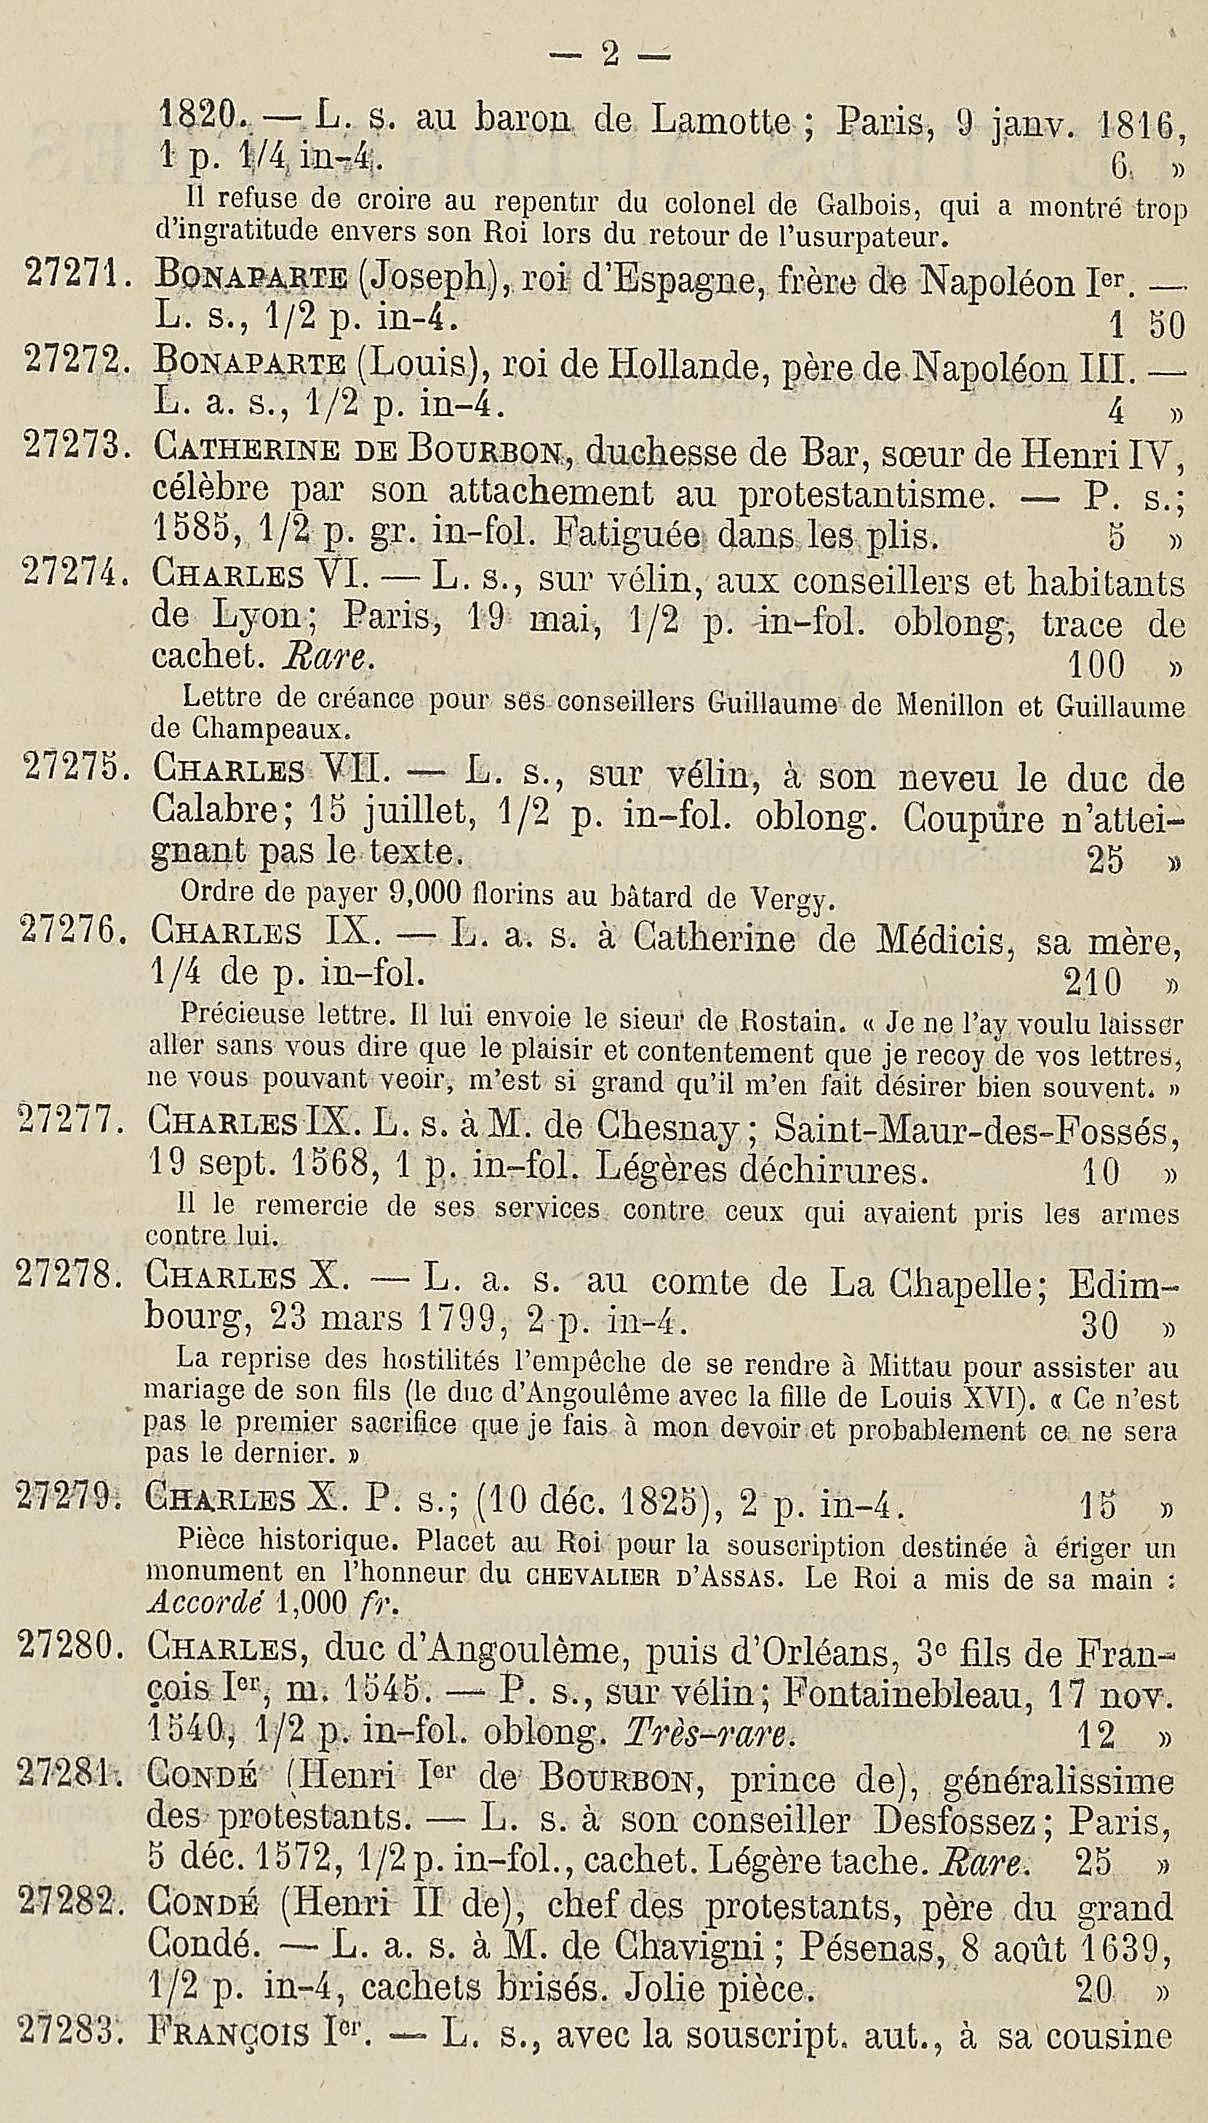 — 2 —
1820. — L. s. au baron de Lamotte ; Paris, 9 janv. 1816,
1 p. 1/4 in-4. 6 »
Il refuse de croire au repentir du colonel de Galbois, qui a montré trop
d'ingratitude envers son Roi lors du retour de l'usurpateur.
27271. BONAPARTE (Joseph), roi d'Espagne, frère de Napoléon Ier. —
L. s., 1/2 p. in-4. 1 50
27272. BONAPARTE (Louis), roi de Hollande, père de Napoléon III. —
L. a. s., 1/2 p. in-4. 4 »
27273. CATHERINE DE BOURBON, duchesse de Bar, sœur de Henri IV,
célèbre par son attachement au protestantisme. — P. s.;
1585, 1/2 p. gr. in-fol. Fatiguée dans les plis. 5 »
27274. CHARLES VI. — L. s., sur vélin, aux conseillers et habitants
de Lyon; Paris, 19 mai, 1/2 p. in-fol. oblong, trace de
cachet. Rare. 100 »
Lettre de créance pour ses conseillers Guillaume de Menillon et Guillaume
de Champeaux.
27275. CHARLES VII. — L. s., sur vélin, à son neveu le duc de
Calabre; 15 juillet, 1/2 p. in-fol. oblong. Coupûre n'attei-
gnant pas le texte. 25 »
Ordre de payer 9,000 florins au bâtard de Vergy.
27276. CHARLES IX. — L. a. s. à Catherine de Médicis, sa mère,
1/4 de p. in-fol. 210 »
Précieuse lettre. Il lui envoie le sieur de Rostain. « Je ne l'ay voulu laisser
aller sans vous dire que le plaisir et contentement que je recoy de vos lettres,
ne vous pouvant veoir, m'est si grand qu'il m'en fait désirer bien souvent. »
27277. CHARLES IX. L. s. à M. de Chesnay ; Saint-Maur-des-Fossés,
19 sept. 1568, 1 p. in-fol. Légères déchirures. 10 »
Il le remercie de ses services contre ceux qui avaient pris les armes
contre lui.
27278. CHARLES X. — L. a. s. au comte de La Chapelle; Edim-
bourg, 23 mars 1799, 2 p. in-4. 30 »
La reprise des hostilités l'empêche de se rendre à Mittau pour assister au
mariage de son fils (le duc d'Angoulême avec la fille de Louis XVI). « Ce n'est
pas le premier sacrifice que je fais à mon devoir et probablement ce ne sera
pas le dernier. »
27279. CHARLES X. P. s.; (10 déc. 1825), 2 p. in-4. 15 »
Pièce historique. Placet au Roi pour la souscription destinée à ériger un
monument en l'honneur du CHEVALIER D'ASSAS. Le Roi a mis de sa main :
Accordé 1,000 fr.
27280. CHARLES, duc d'Angoulême, puis d'Orléans, 3e fils de Fran-
çois Ier, m. 1545. — P. s., sur vélin; Fontainebleau, 17 nov.
1540, 1/2 p. in-fol. oblong. Très-rare. 12 »
27281. CONDÉ (Henri Ier de BOURBON, prince de), généralissime
des protestants. — L. s. à son conseiller Desfossez; Paris,
5 déc. 1572, 1/2 p. in-fol., cachet. Légère tache. Rare. 25 »
27282. CONDÉ (Henri II de), chef des protestants, père du grand
Condé. — L. a. s. à M. de Chavigni ; Pésenas, 8 août 1639,
1/2 p. in-4, cachets brisés. Jolie pièce. 20 »
27283. FRANÇOIS Ier. — L. s., avec la souscript. aut., à sa cousine